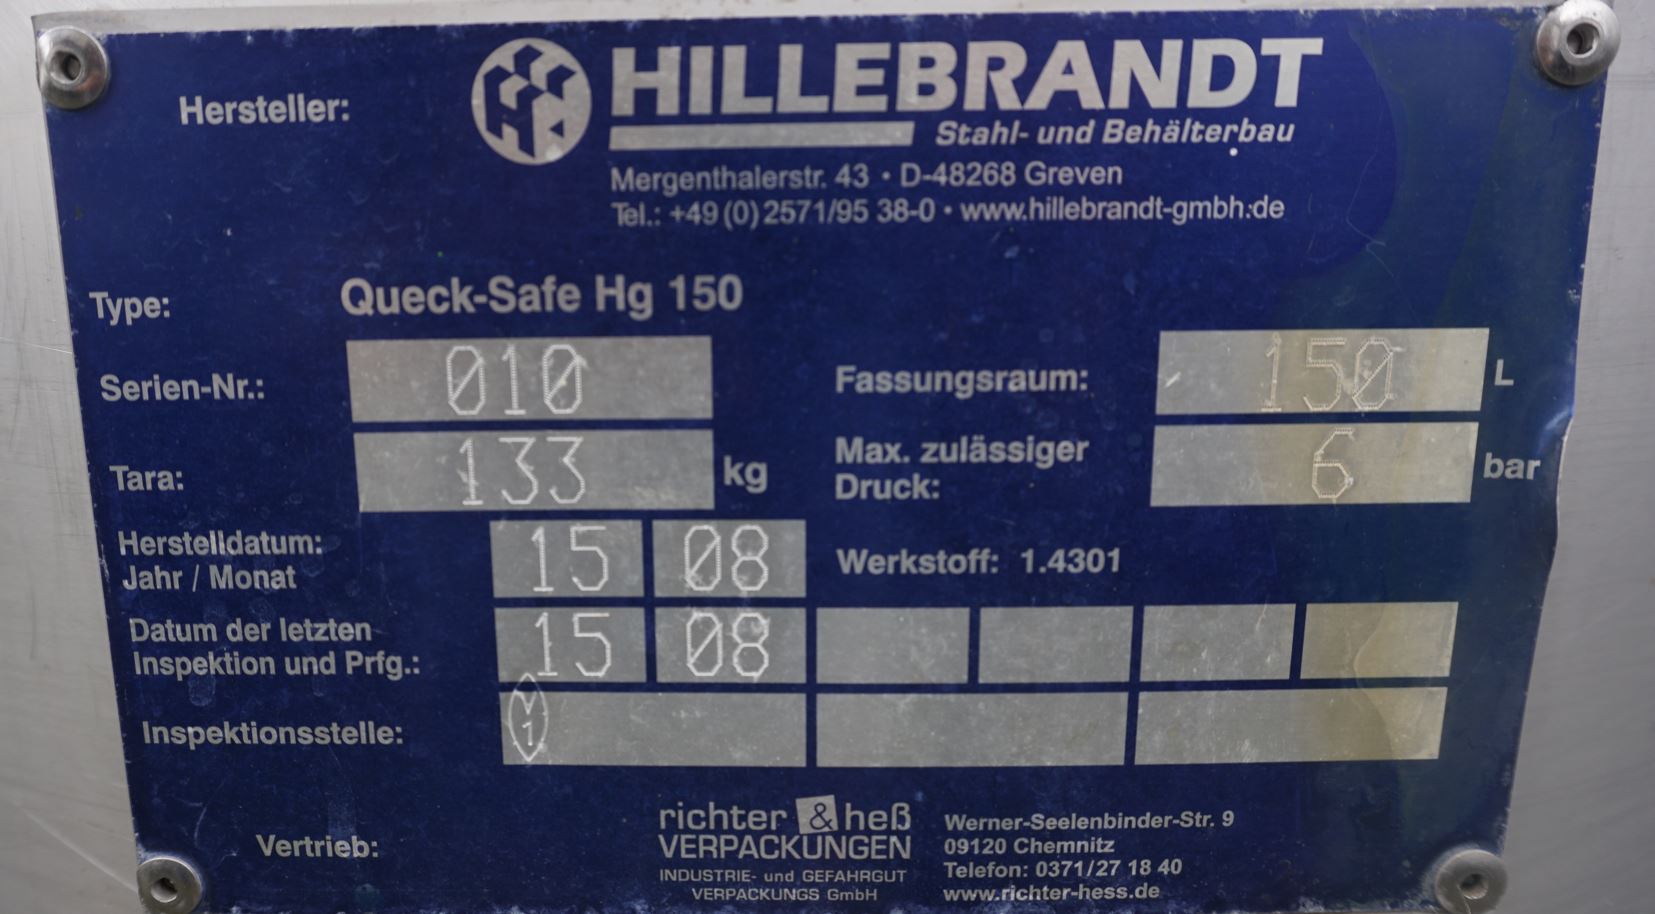 Hersteller:
HILLEBRANDT
Stahl- und Behälterbau
Mergenthalerstr. 43 · D-48268 Greven
Tel.: +49 (0) 2571/95 38-0 · www.hillebrandt-gmbh.de
Type: Queck-Safe Hg 150
Serien-Nr.: 010 Fassungsraum: 150 L
Tara: 133 kg Max. zulässiger Druck: 6 bar
Herstelldatum: Jahr / Monat 15 08 Werkstoff: 1.4301
Datum der letzten
Inspektion und Prfg.: 15 08
Inspektionsstelle: 1
Vertrieb:
richter & heß
VERPACKUNGEN
INDUSTRIE- und GEFAHRGUT
VERPACKUNGS GmbH
Werner-Seelenbinder-Str. 9
09120 Chemnitz
Telefon: 0371/27 18 40
www.richter-hess.de